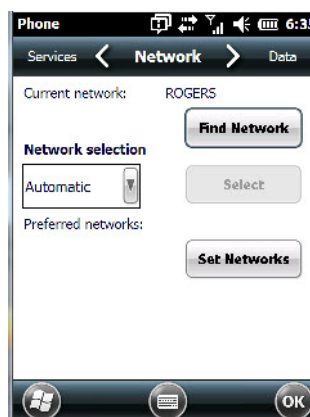 Phone 6:35
Services Network Data
Current network: ROGERS
Find Network
Network selection
Automatic
Select
Preferred networks:
Set Networks
OK